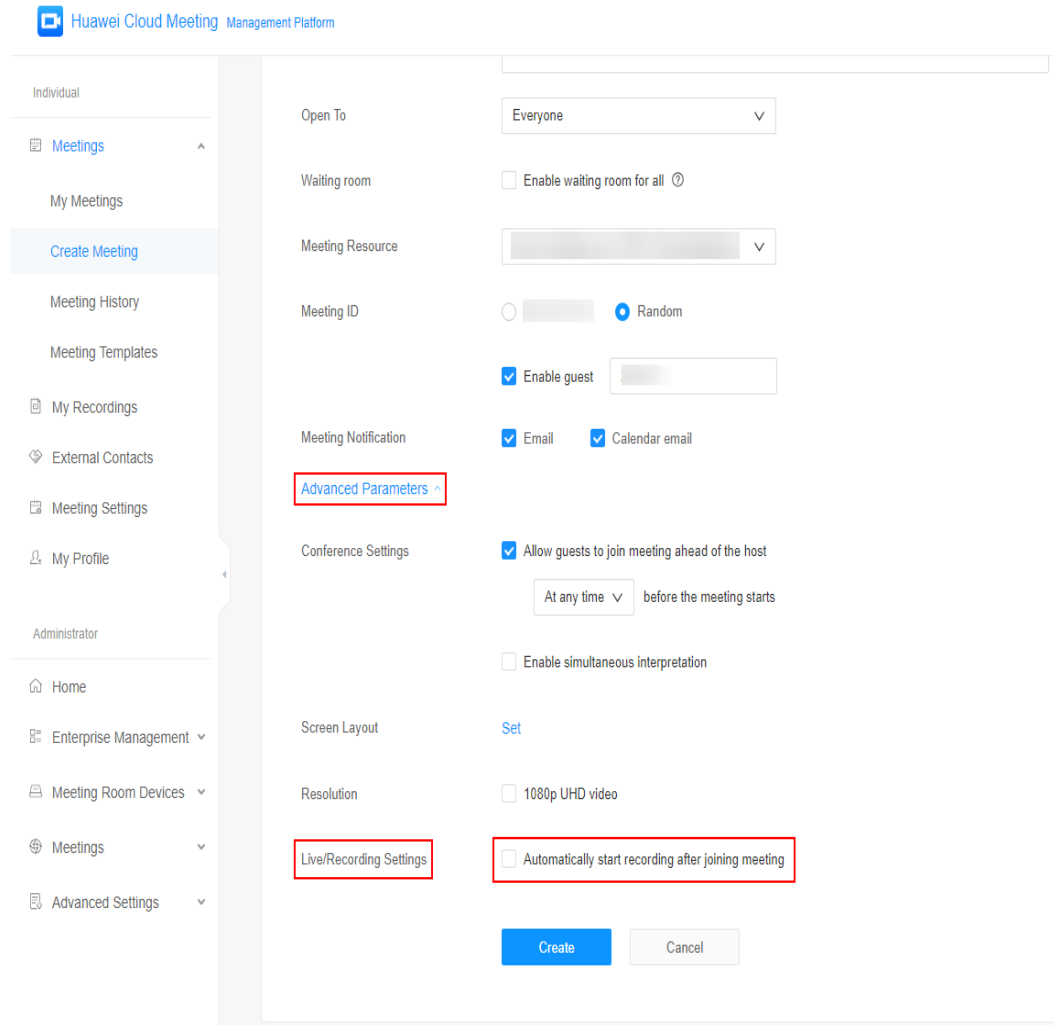 Huawei Cloud Meeting Management Platform
Individual
Meetings
My Meetings
Create Meeting
Meeting History
Meeting Templates
My Recordings
External Contacts
Meeting Settings
My Profile
Administrator
Home
Enterprise Management
Meeting Room Devices
Meetings
Advanced Settings
Open To Everyone
Waiting room Enable waiting room for all
Meeting Resource
Meeting ID Random
Enable guest
Meeting Notification Email Calendar email
Advanced Parameters
Conference Settings Allow guests to join meeting ahead of the host
At any time before the meeting starts
Enable simultaneous interpretation
Screen Layout Set
Resolution 1080p UHD video
Live/Recording Settings Automatically start recording after joining meeting
Create Cancel